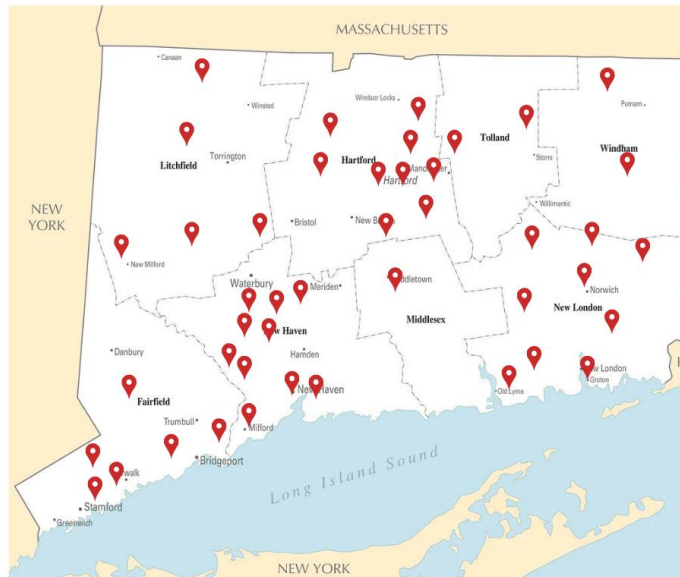 MASSACHUSETTS
Canaan
Windsor Locks
Winsted
Putnam
Tolland
Windham
Hartford
Litchfield
Torrington
Hartford
Storrs
Willimantic
Bristol
NEW
YORK
New Milford
Waterbury
Meriden
Norwich
New London
Middlesex
Hamden
Danbury
Old Lyme
Groton
Fairfield
Trumbull
Milford
Bridgeport
Long Island Sound
Stamford
Greenwich
NEW YORK